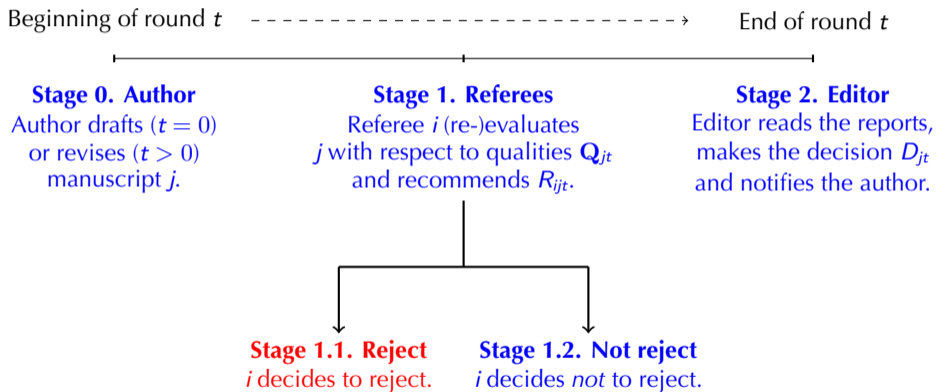 Beginning of round t
End of round t
Stage 0. Author
Author drafts (t = 0)
or revises (t > 0)
manuscript j.
Stage 1. Referees
Referee i (re-)evaluates
j with respect to qualities Qjt
and recommends Rijt.
Stage 2. Editor
Editor reads the reports,
makes the decision Djt
and notifies the author.
Stage 1.1. Reject
i decides to reject.
Stage 1.2. Not reject
i decides not to reject.